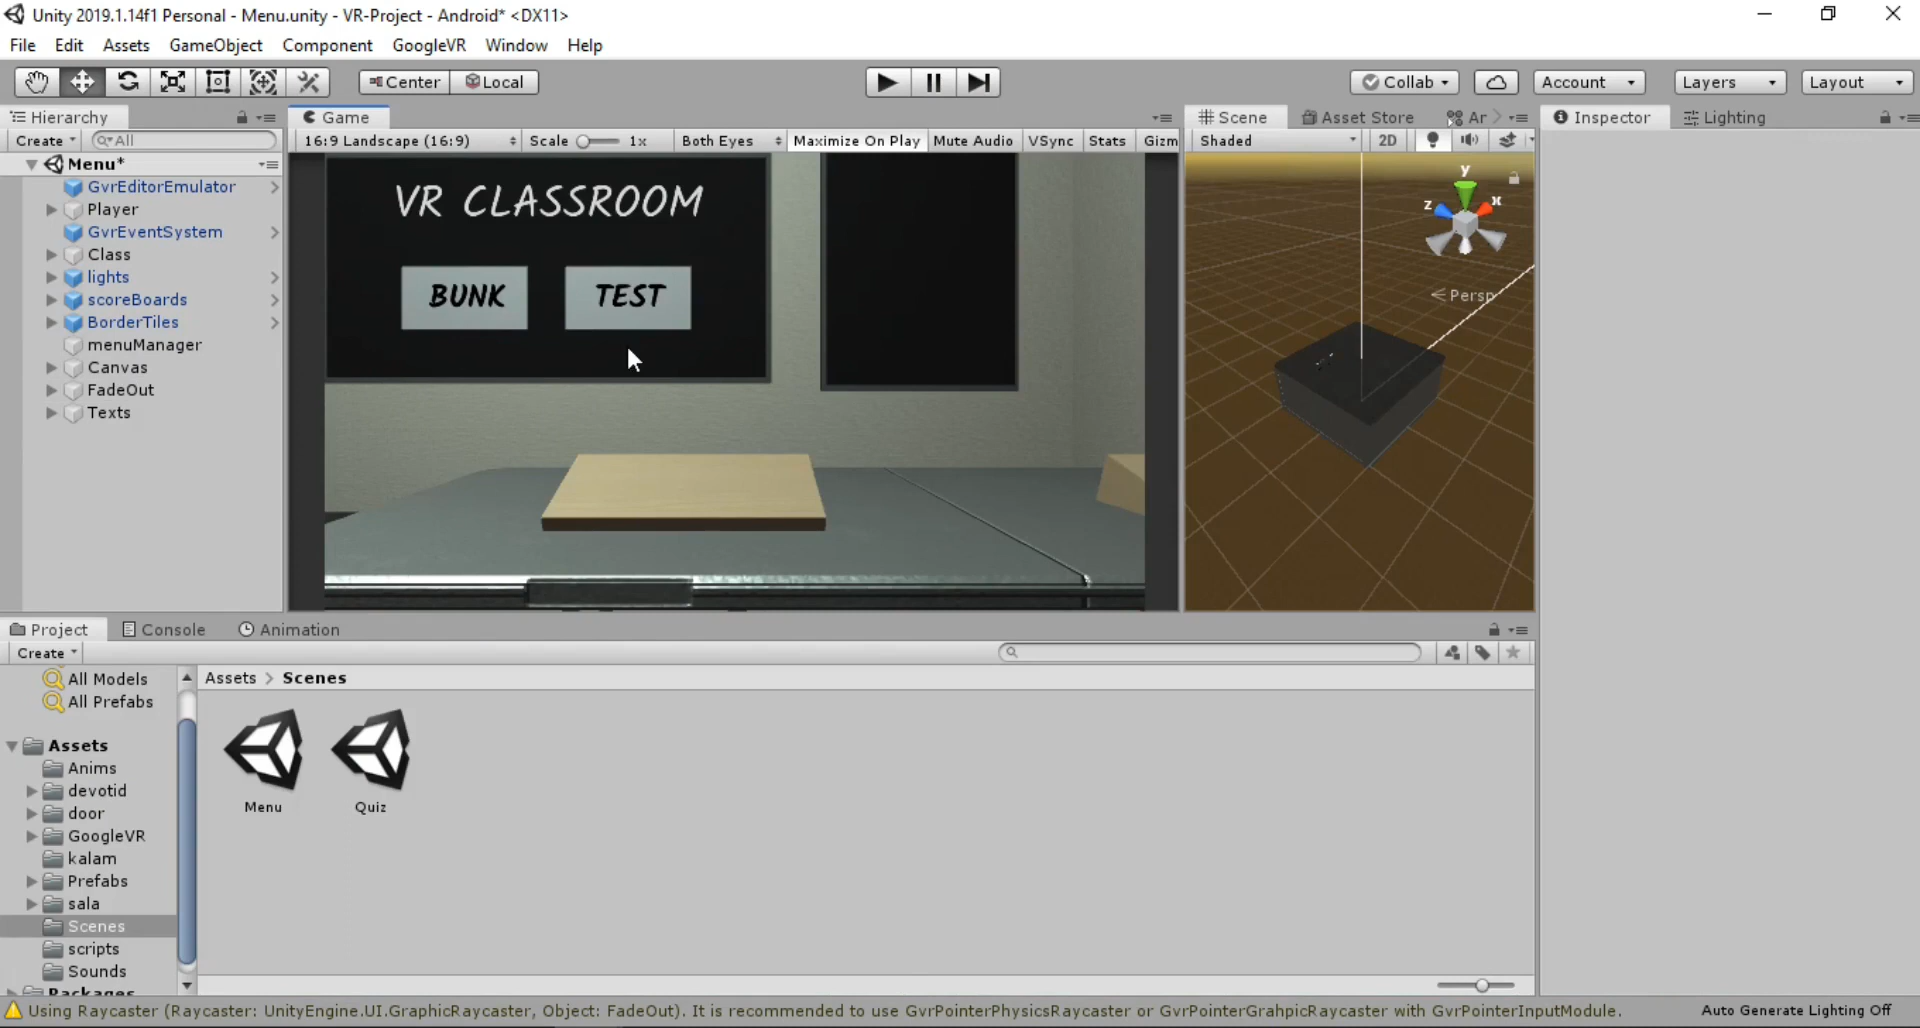 Unity 2019.1.14f1 Personal - Menu.unity - VR-Project - Android* <DX11>
File Edit Assets GameObject Component GoogleVR Window Help
Center Local Collab Account Layers Layout
Hierarchy
Create All
Menu*
GvrEditorEmulator
Player
GvrEventSystem
Class
lights
scoreBoards
BorderTiles
menuManager
Canvas
FadeOut
Texts
Game
16:9 Landscape (16:9) Scale 1x Both Eyes Maximize On Play Mute Audio VSync Stats Gizm
VR CLASSROOM
BUNK TEST
Scene Asset Store Ar
Shaded 2D
y
z x
Persp
Inspector Lighting
Project Console Animation
Create
All Models
All Prefabs
Assets
Anims
devotid
door
GoogleVR
kalam
Prefabs
sala
Scenes
scripts
Sounds
Packages
Assets > Scenes
Menu Quiz
Using Raycaster (Raycaster: UnityEngine.UI.GraphicRaycaster, Object: FadeOut). It is recommended to use GvrPointerPhysicsRaycaster or GvrPointerGrahpicRaycaster with GvrPointerInputModule.
Auto Generate Lighting Off